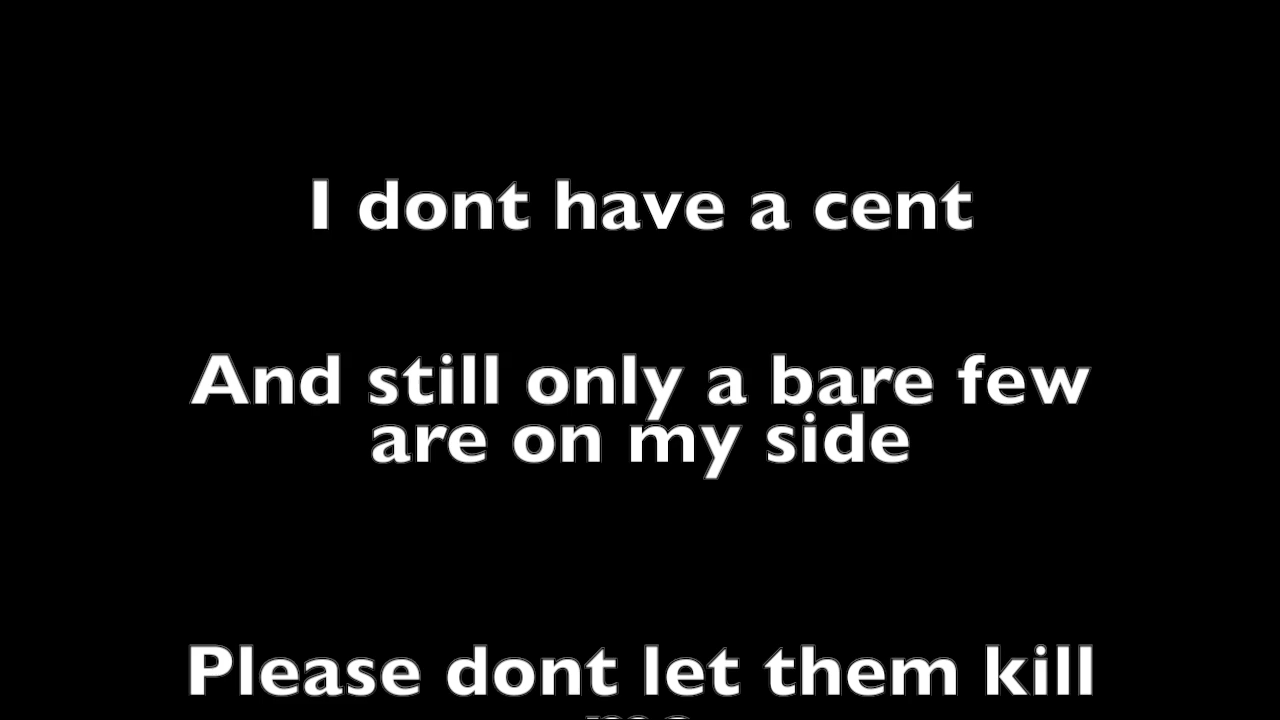 I dont have a cent
And still only a bare few
are on my side
Please dont let them kill